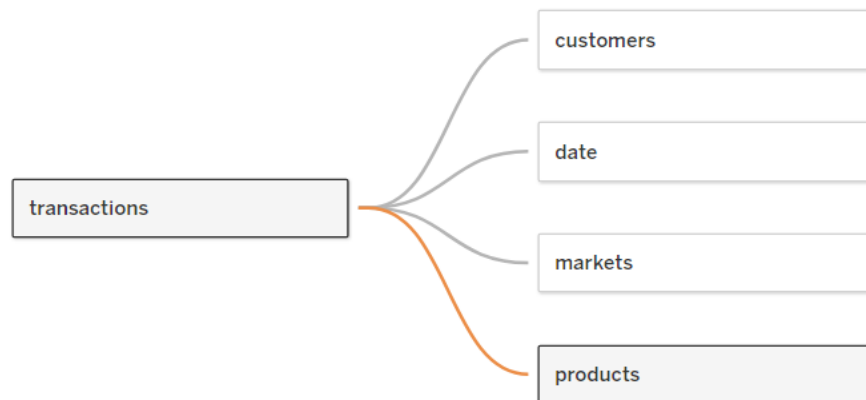 customers
date
transactions
markets
products